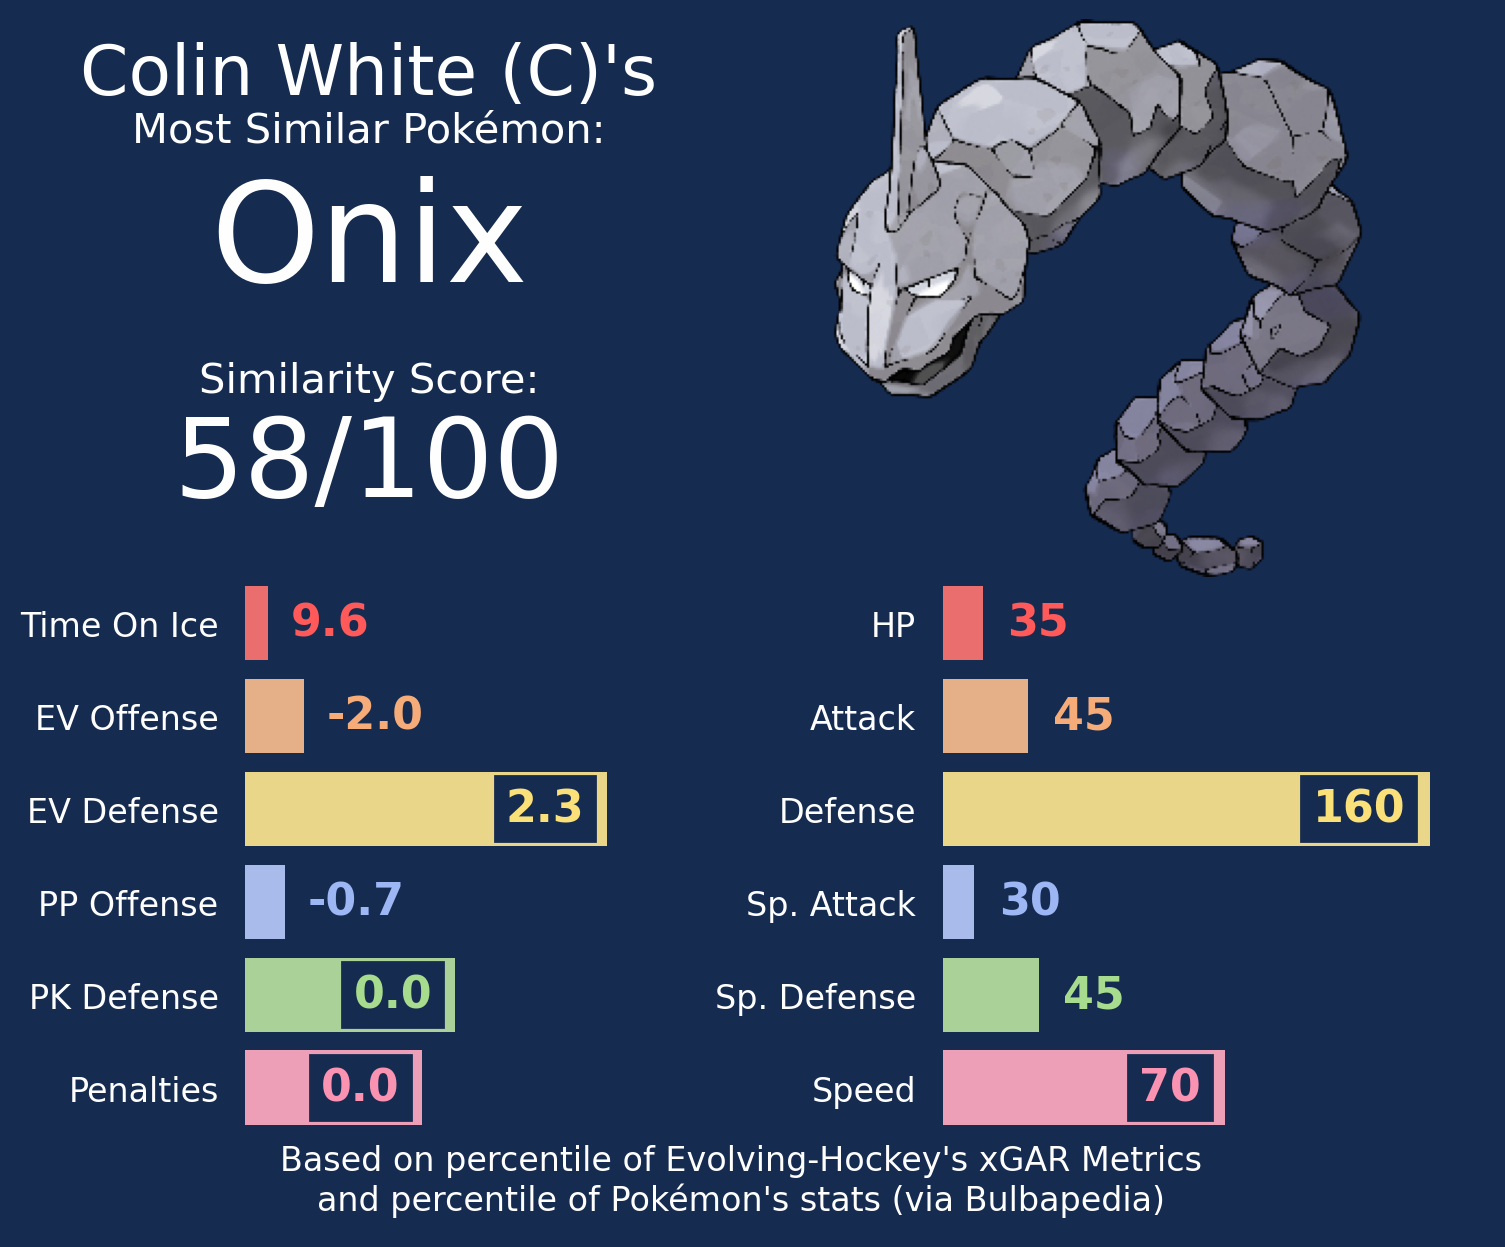 Colin White (C)'s
Most Similar Pokémon:
Onix
Similarity Score:
58/100
Time On Ice 9.6
EV Offense -2.0
EV Defense 2.3
PP Offense -0.7
PK Defense 0.0
Penalties 0.0
HP 35
Attack 45
Defense 160
Sp. Attack 30
Sp. Defense 45
Speed 70
Based on percentile of Evolving-Hockey's xGAR Metrics
and percentile of Pokémon's stats (via Bulbapedia)